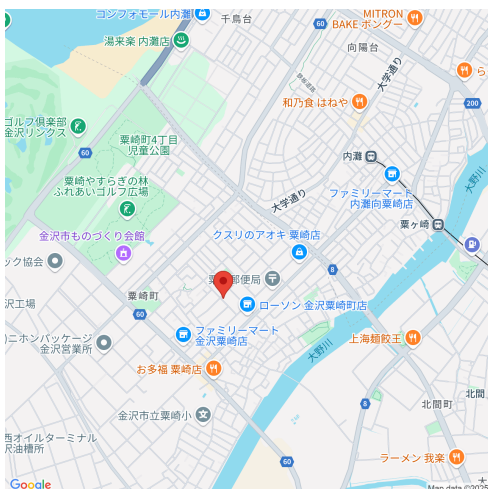 コンフォモール内灘
千鳥台
MITRON
BAKE ボングー
湯来楽 内灘店
向陽台
大学通り
ら
200
和乃食 はねや
ゴルフ倶楽部
金沢リンクス
60
粟崎町4丁目
児童公園
内灘
大野川
粟崎やすらぎの林
ふれあいゴルフ広場
ファミリーマート
内灘向粟崎店
大学通り
粟ヶ崎
金沢市ものづくり会館
クスリのアオキ 粟崎店
ック協会
8
郵便局
粟崎町
ローソン 金沢粟崎町店
沢工場
60
ファミリーマート
金沢粟崎店
)ニホンパッケージ
金沢営業所
上海麺餃王
大野川
お多福 粟崎店
8
北間町
金沢市立粟崎小
西オイルターミナル
沢油槽所
ラーメン 我楽
60
Google
Map data ©2025